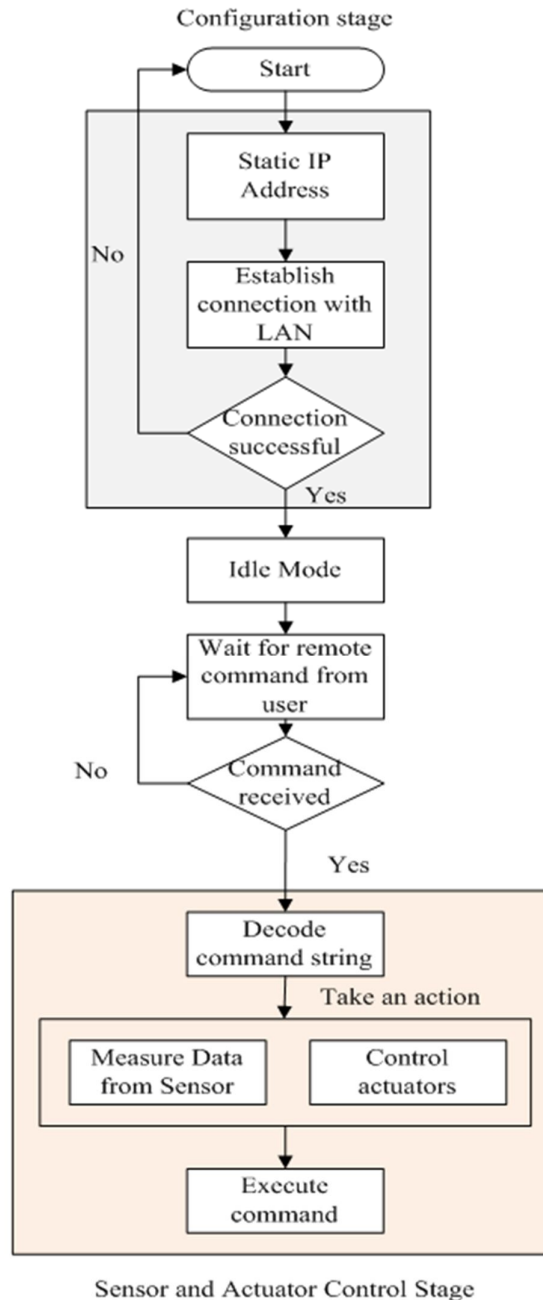 Configuration stage
Start
Static IP
Address
No
Establish
connection with
LAN
Connection
successful
Yes
Idle Mode
Wait for remote
command from
user
No
Command
received
Yes
Decode
command string
Take an action
Measure Data
from Sensor
Control
actuators
Execute
command
Sensor and Actuator Control Stage